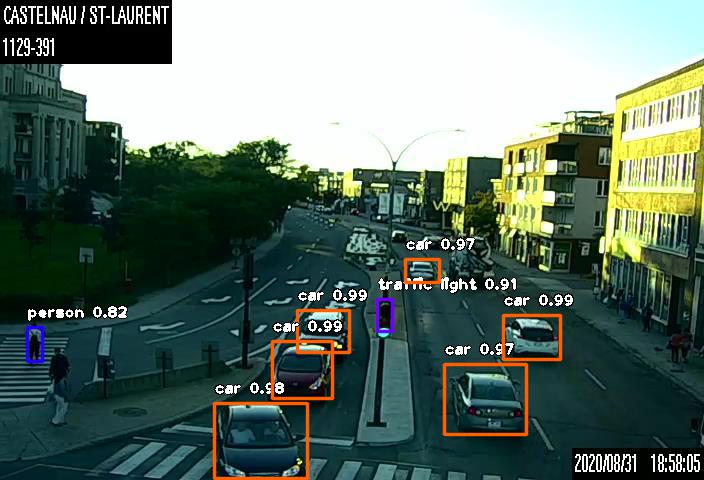 CASTELNAU / ST-LAURENT
1129-391
car 0.97
traffic light 0.91
car 0.99
car 0.99
person 0.82
car 0.99
car 0.97
car 0.98
2020/08/31 18:58:05